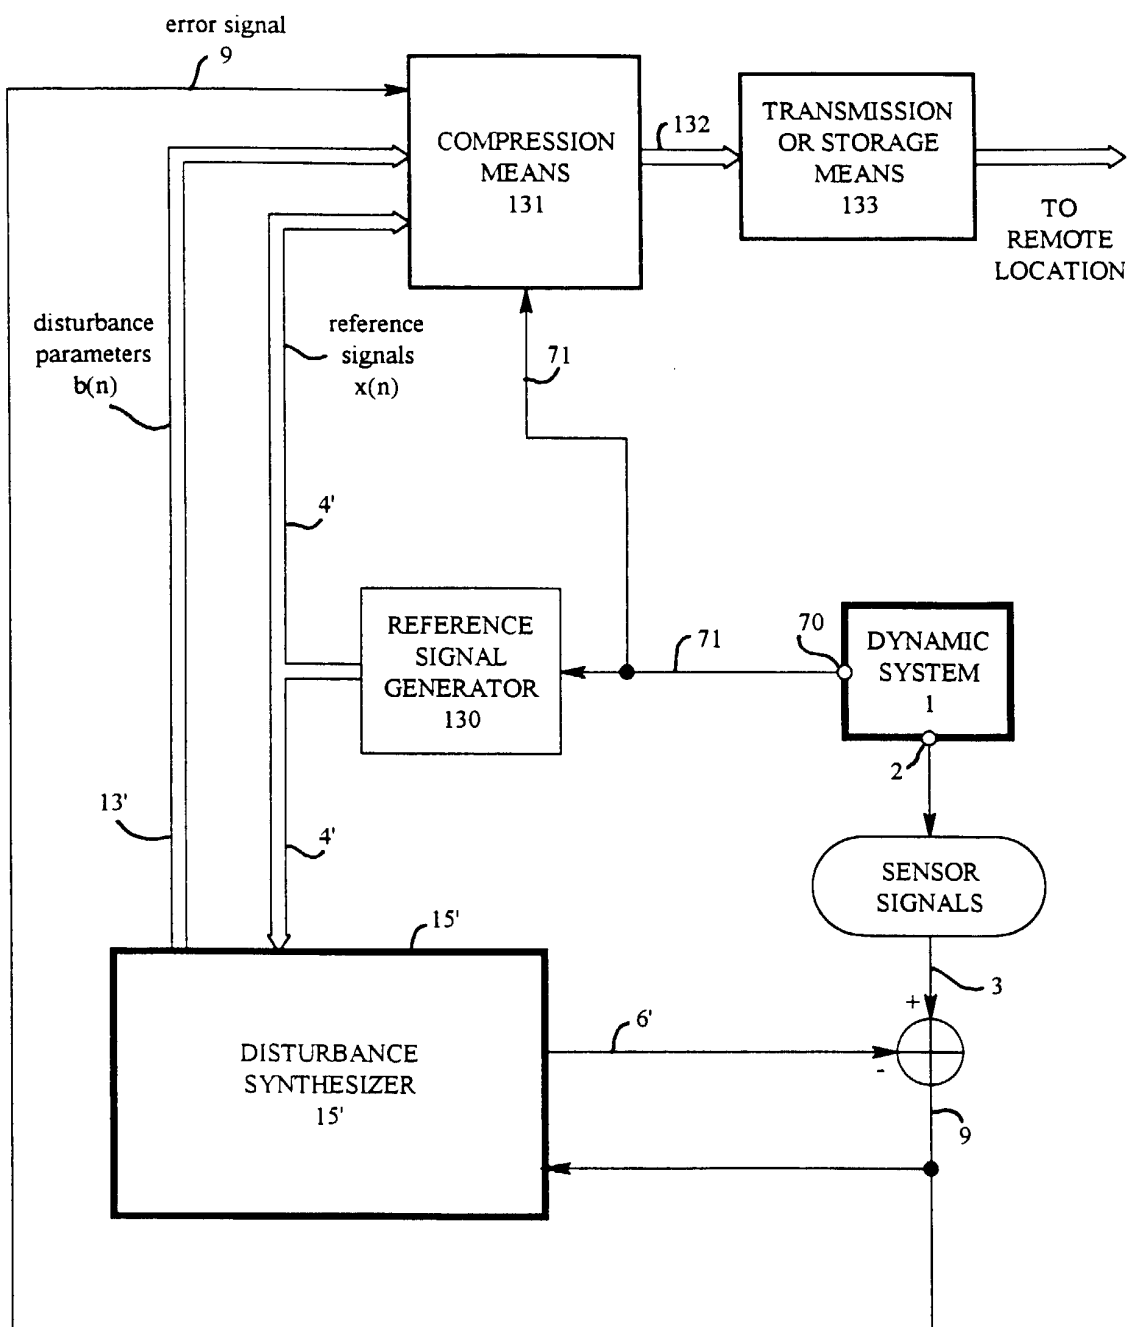 error signal
9
COMPRESSION
MEANS
131
132
TRANSMISSION
OR STORAGE
MEANS
133
TO
REMOTE
LOCATION
disturbance
parameters
b(n)
reference
signals
x(n)
71
4'
REFERENCE
SIGNAL
GENERATOR
130
71
70
DYNAMIC
SYSTEM
1
2
13'
4'
SENSOR
SIGNALS
15'
3
+
6'
-
DISTURBANCE
SYNTHESIZER
15'
9